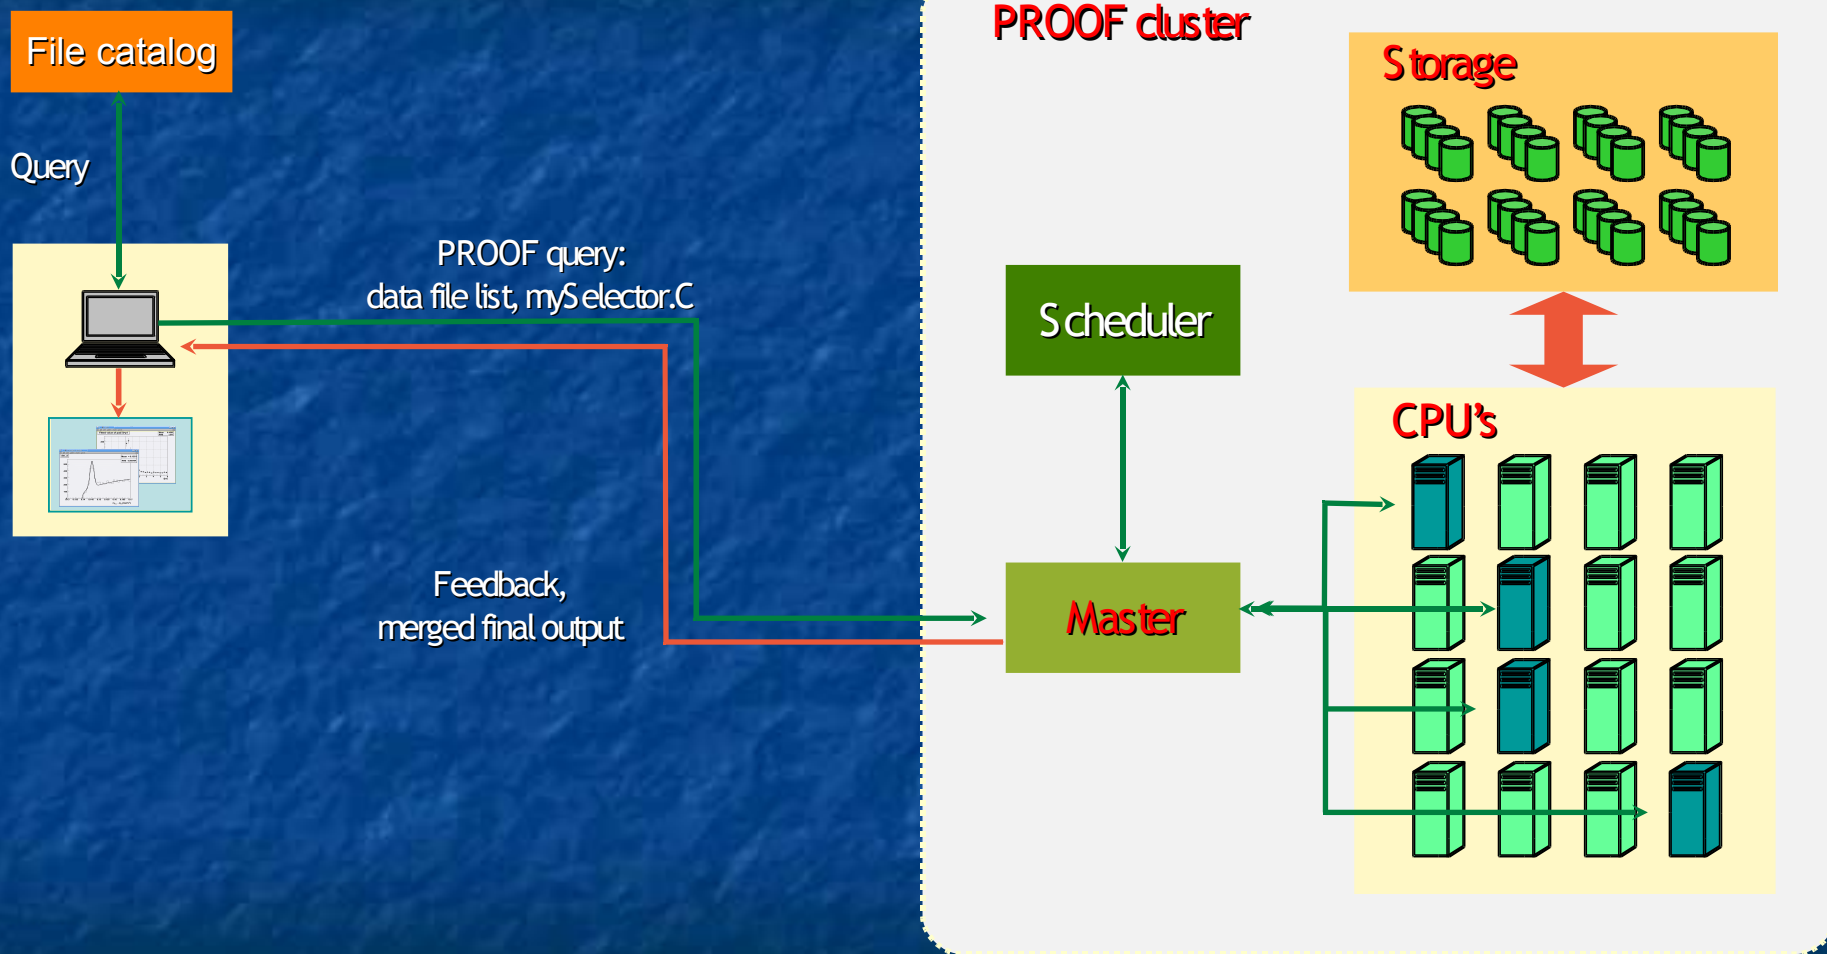 PROOF cluster
File catalog
Storage
Query
PROOF query:
data file list, mySelector.C
Scheduler
CPU's
Feedback,
merged final output
Master